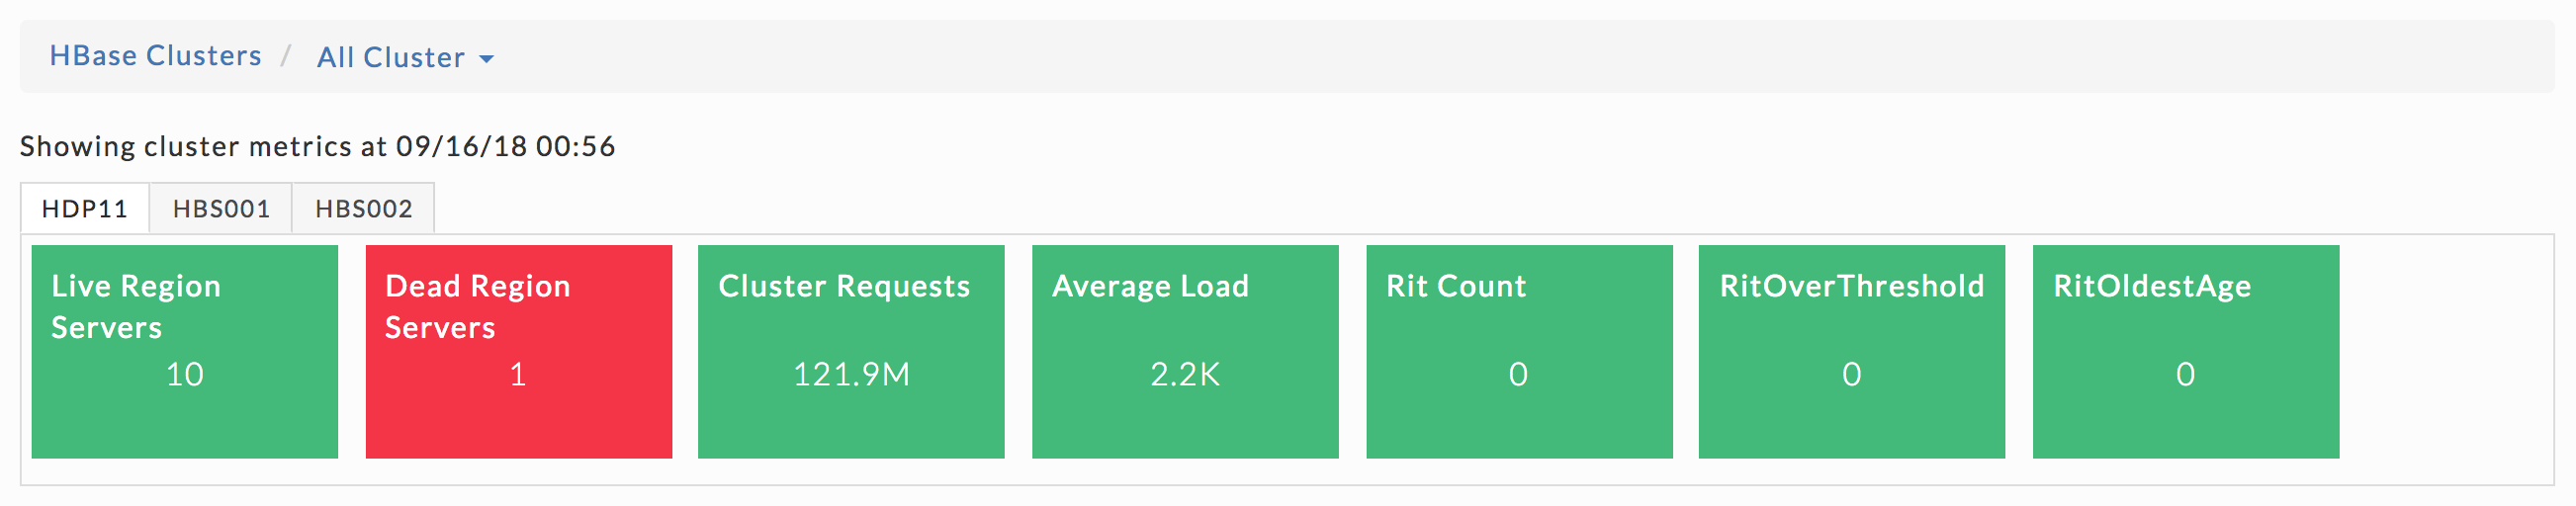 HBase Clusters / All Cluster
Showing cluster metrics at 09/16/18 00:56
HDP11 HBS001 HBS002
Live Region
Servers
10
Dead Region
Servers
1
Cluster Requests
121.9M
Average Load
2.2K
Rit Count
0
RitOverThreshold
0
RitOldestAge
0